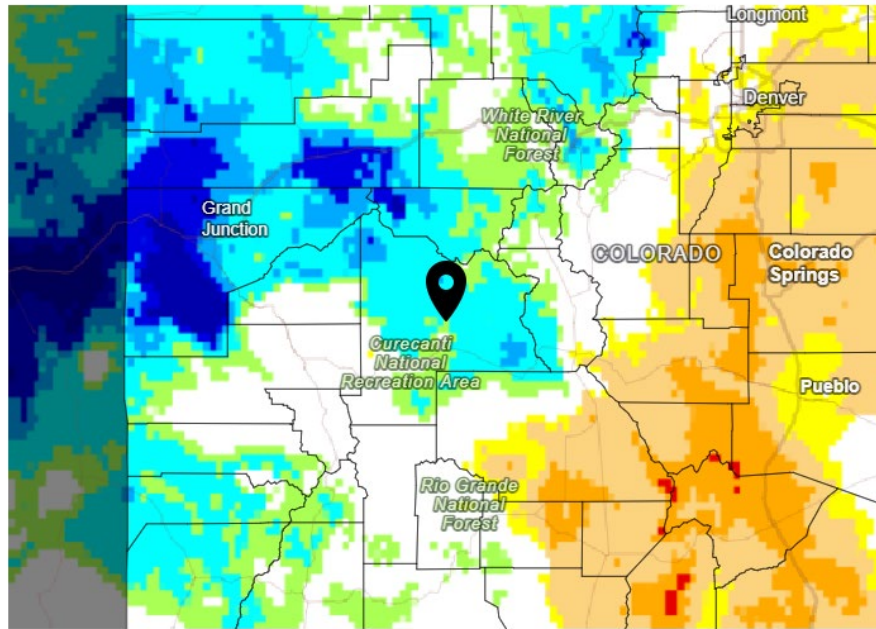 Longmont
Denver
White River
National
Forest
Grand
Junction
COLORADO
Colorado
Springs
Curecanti
National
Recreation Area
Pueblo
Rio Grande
National
Forest